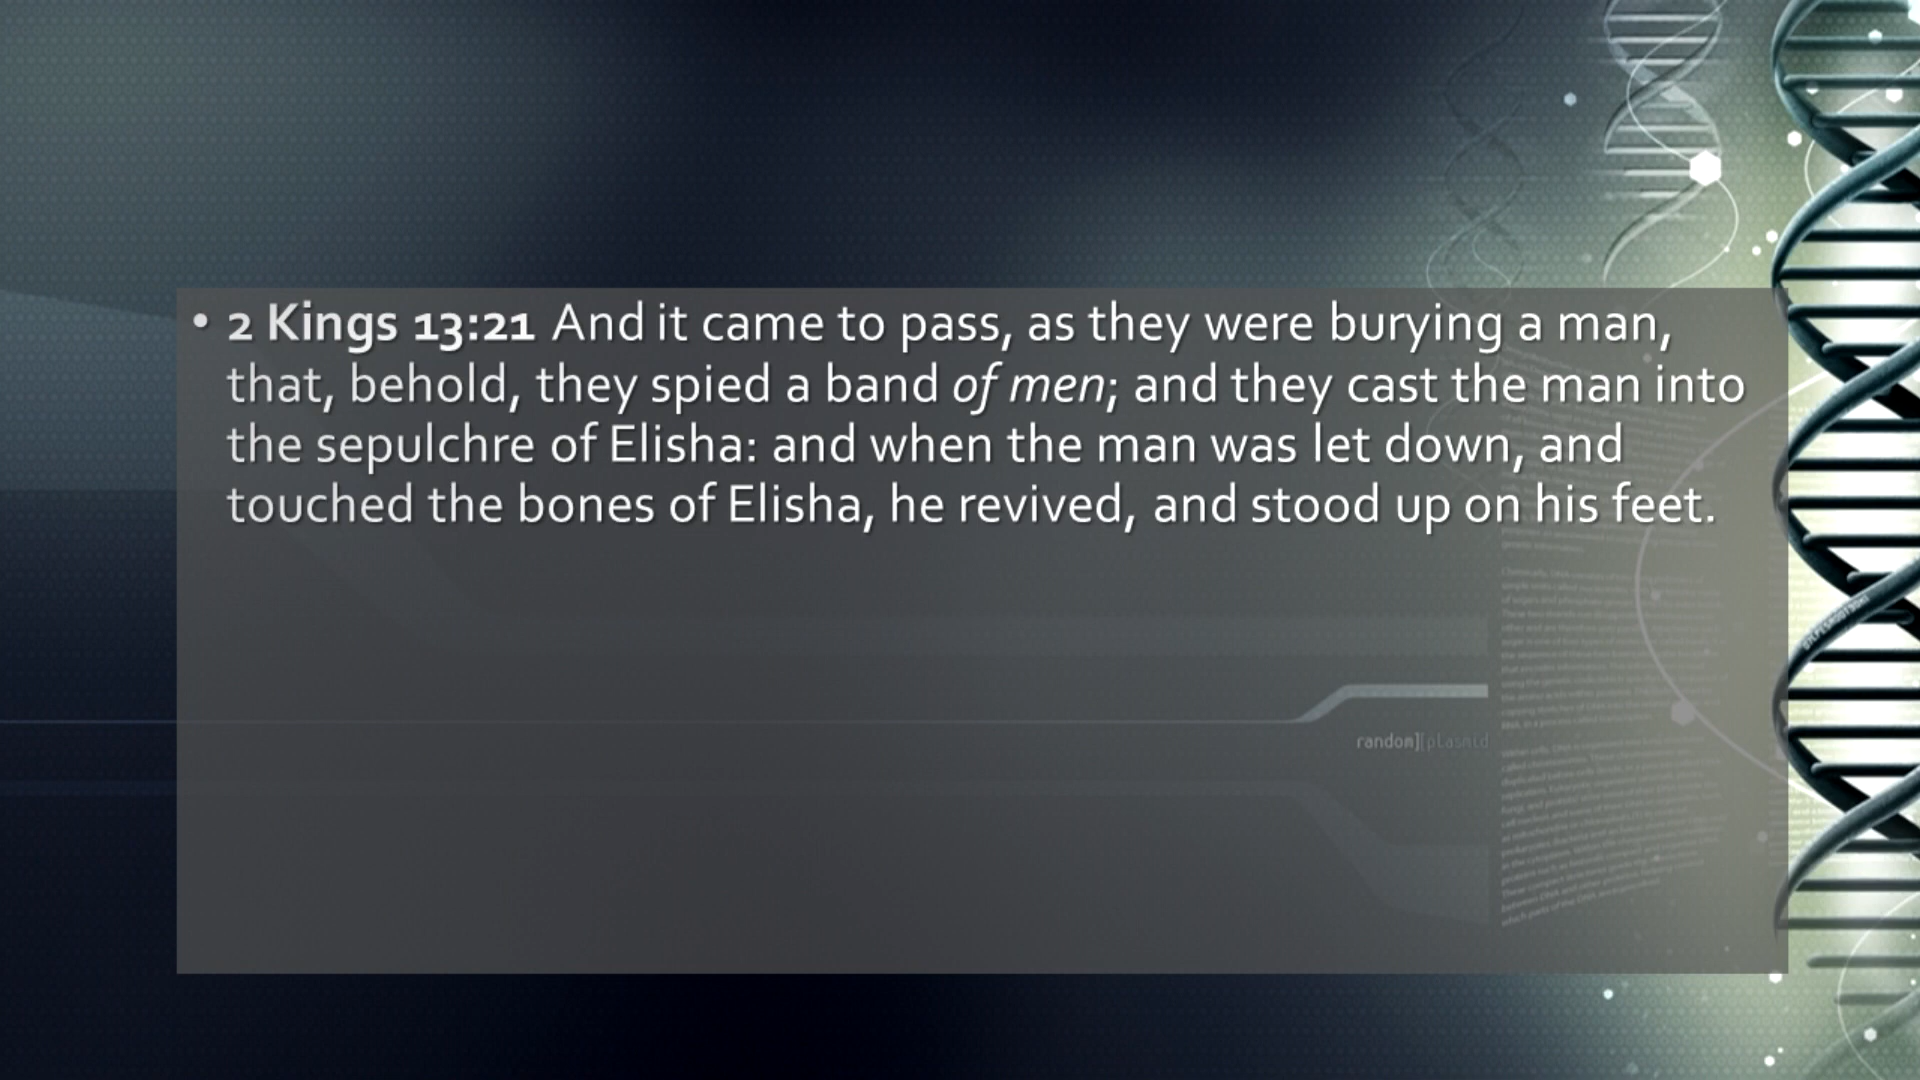 • 2 Kings 13:21 And it came to pass, as they were burying a man,
that, behold, they spied a band of men; and they cast the man into
the sepulchre of Elisha: and when the man was let down, and
touched the bones of Elisha, he revived, and stood up on his feet.
random][plasmid